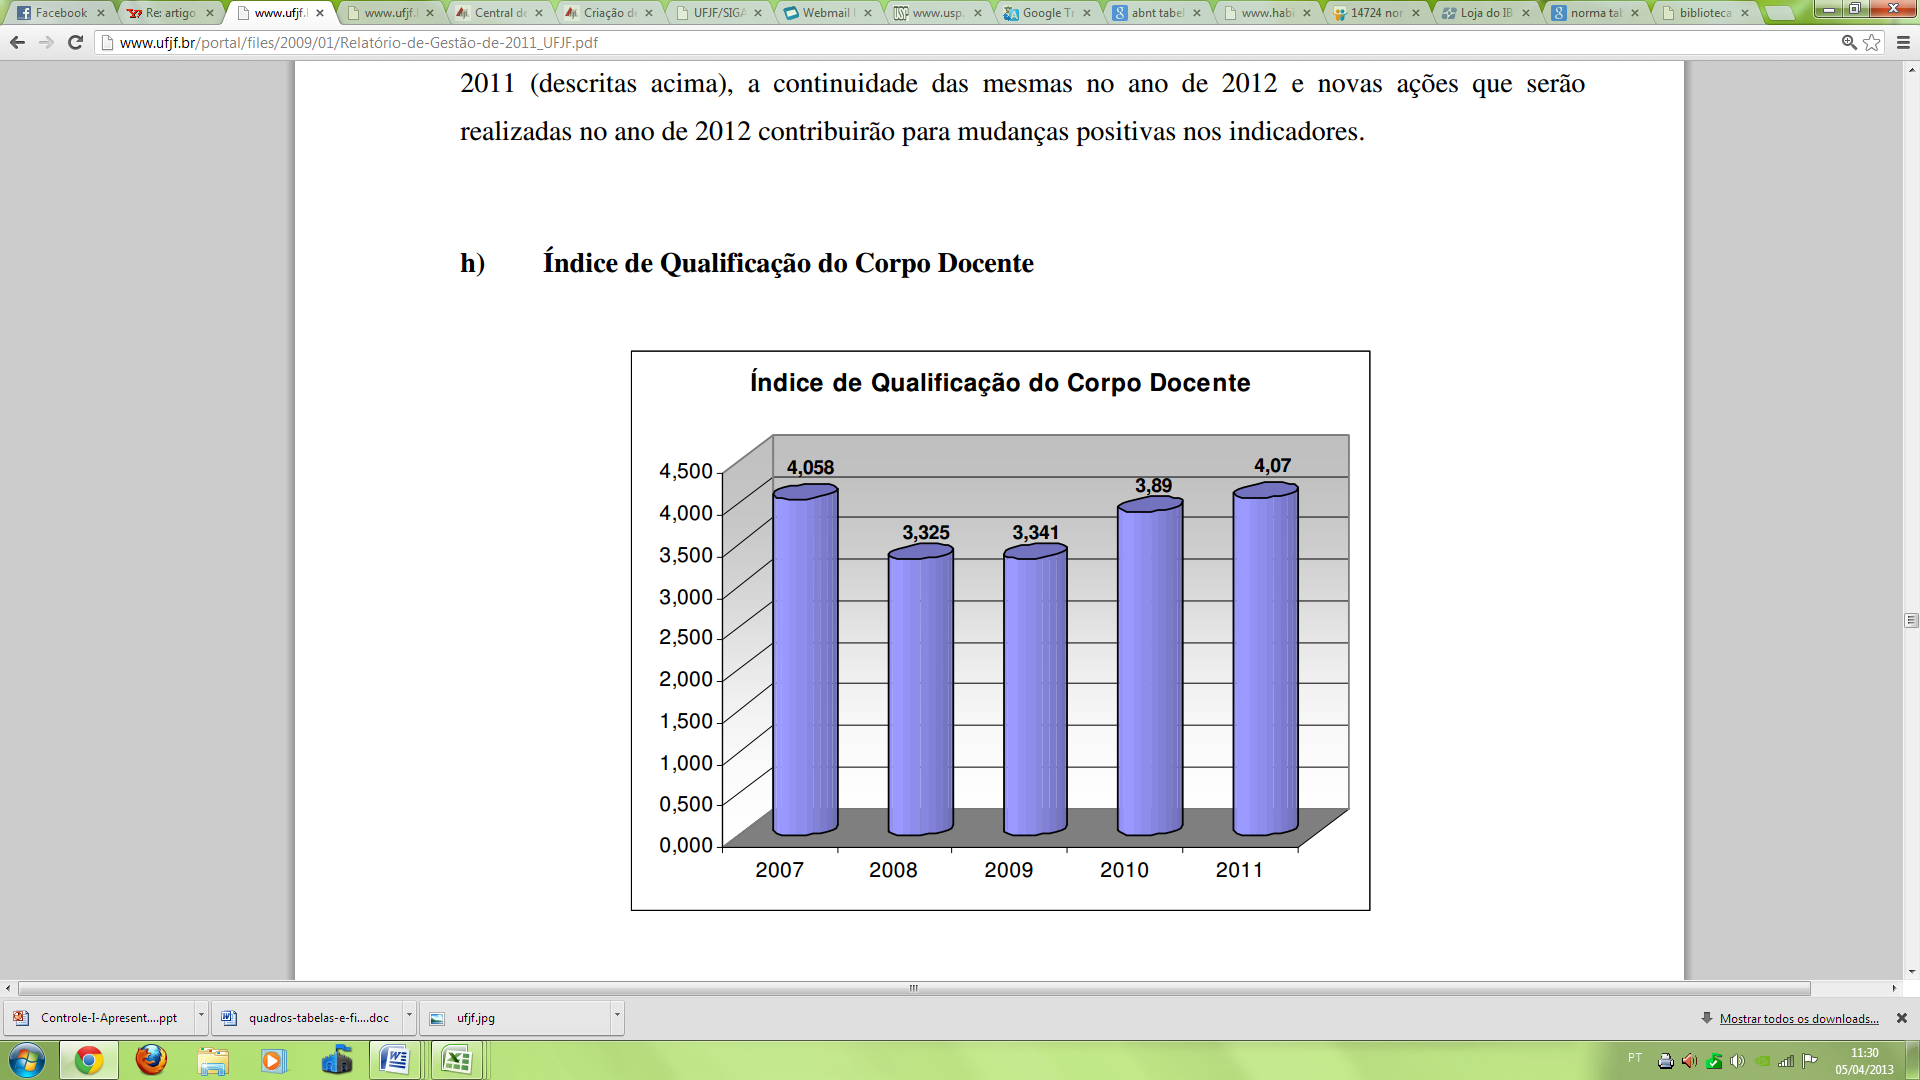 Facebook
Re: artigo
www.ufjf.
www.ufjf.
Central de
Criação de
UFJF/SIGA
Webmail
www.usp.
Google Tr
abnt tabel
www.habi
14724 nor
Loja do IB
norma tab
biblioteca
www.ufjf.br/portal/files/2009/01/Relatório-de-Gestão-de-2011_UFJF.pdf
2011 (descritas acima), a continuidade das mesmas no ano de 2012 e novas ações que serão
realizadas no ano de 2012 contribuirão para mudanças positivas nos indicadores.
h) Índice de Qualificação do Corpo Docente
Índice de Qualificação do Corpo Docente
4,500
4,000
3,500
3,000
2,500
2,000
1,500
1,000
0,500
0,000
4,058
3,325
3,341
3,89
4,07
2007 2008 2009 2010 2011
Controle-I-Apresent....ppt
quadros-tabelas-e-fi....doc
ufjf.jpg
Mostrar todos os downloads...
PT
11:30
05/04/2013